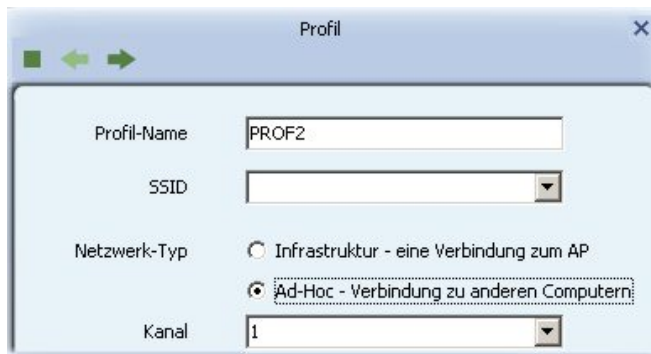 Profil
Profil-Name PROF2
SSID
Netzwerk-Typ Infrastruktur - eine Verbindung zum AP
Ad-Hoc - Verbindung zu anderen Computern
Kanal 1